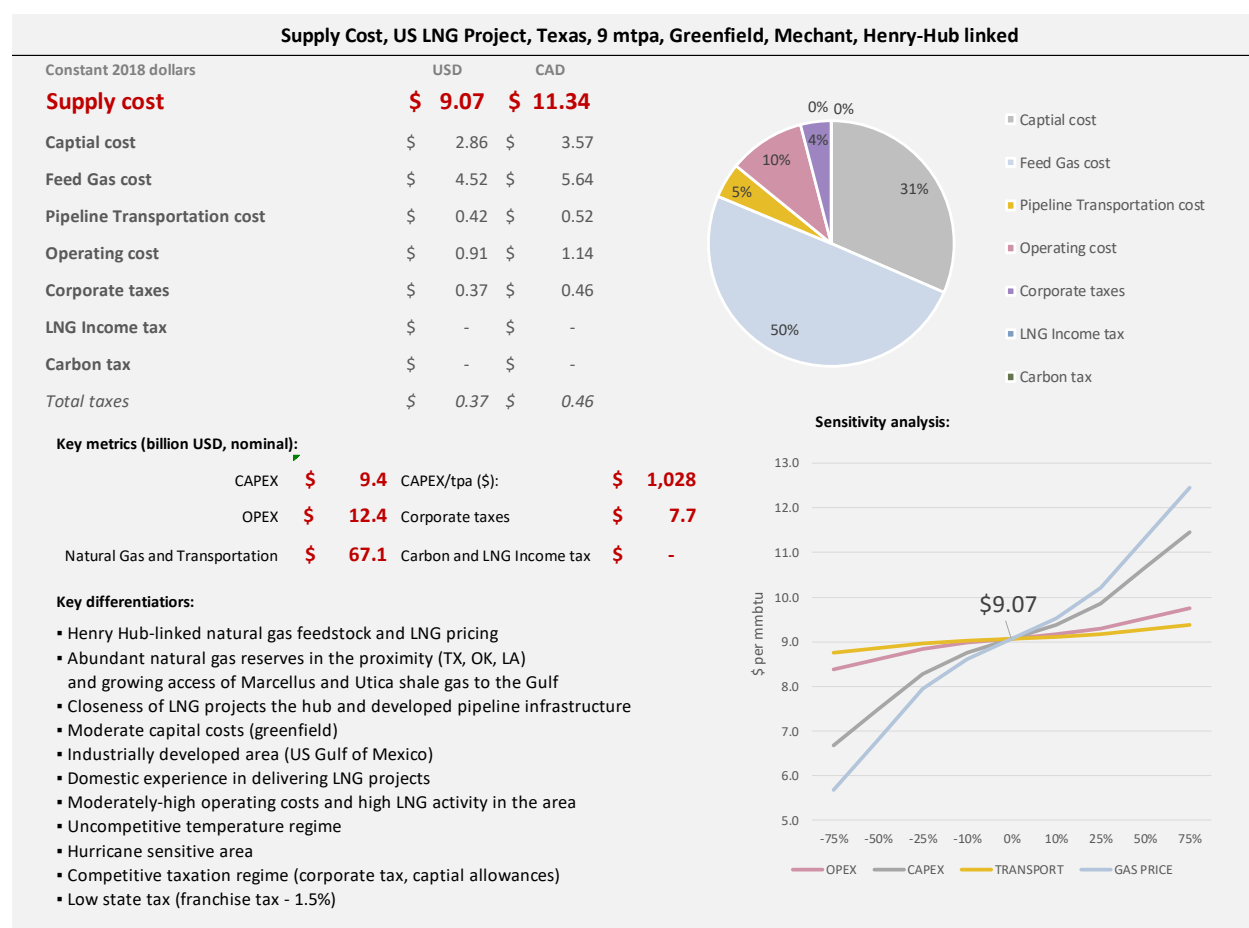 Supply Cost, US LNG Project, Texas, 9 mtpa, Greenfield, Mechant, Henry-Hub linked
Constant 2018 dollars USD CAD
Supply cost $ 9.07 $ 11.34
Captial cost $ 2.86 $ 3.57
Feed Gas cost $ 4.52 $ 5.64
Pipeline Transportation cost $ 0.42 $ 0.52
Operating cost $ 0.91 $ 1.14
Corporate taxes $ 0.37 $ 0.46
LNG Income tax $ - $ -
Carbon tax $ - $ -
Total taxes $ 0.37 $ 0.46
0% 0%
4%
10%
5%
31%
50%
Captial cost
Feed Gas cost
Pipeline Transportation cost
Operating cost
Corporate taxes
LNG Income tax
Carbon tax
Key metrics (billion USD, nominal):
CAPEX $ 9.4 CAPEX/tpa ($): $ 1,028
OPEX $ 12.4 Corporate taxes $ 7.7
Natural Gas and Transportation $ 67.1 Carbon and LNG Income tax $ -
Key differentiatiors:
▪ Henry Hub-linked natural gas feedstock and LNG pricing
▪ Abundant natural gas reserves in the proximity (TX, OK, LA)
and growing access of Marcellus and Utica shale gas to the Gulf
▪ Closeness of LNG projects the hub and developed pipeline infrastructure
▪ Moderate capital costs (greenfield)
▪ Industrially developed area (US Gulf of Mexico)
▪ Domestic experience in delivering LNG projects
▪ Moderately-high operating costs and high LNG activity in the area
▪ Uncompetitive temperature regime
▪ Hurricane sensitive area
▪ Competitive taxation regime (corporate tax, captial allowances)
▪ Low state tax (franchise tax - 1.5%)
Sensitivity analysis:
$ per mmbtu
13.0
12.0
11.0
10.0
9.0
8.0
7.0
6.0
5.0
$9.07
-75% -50% -25% -10% 0% 10% 25% 50% 75%
OPEX CAPEX TRANSPORT GAS PRICE